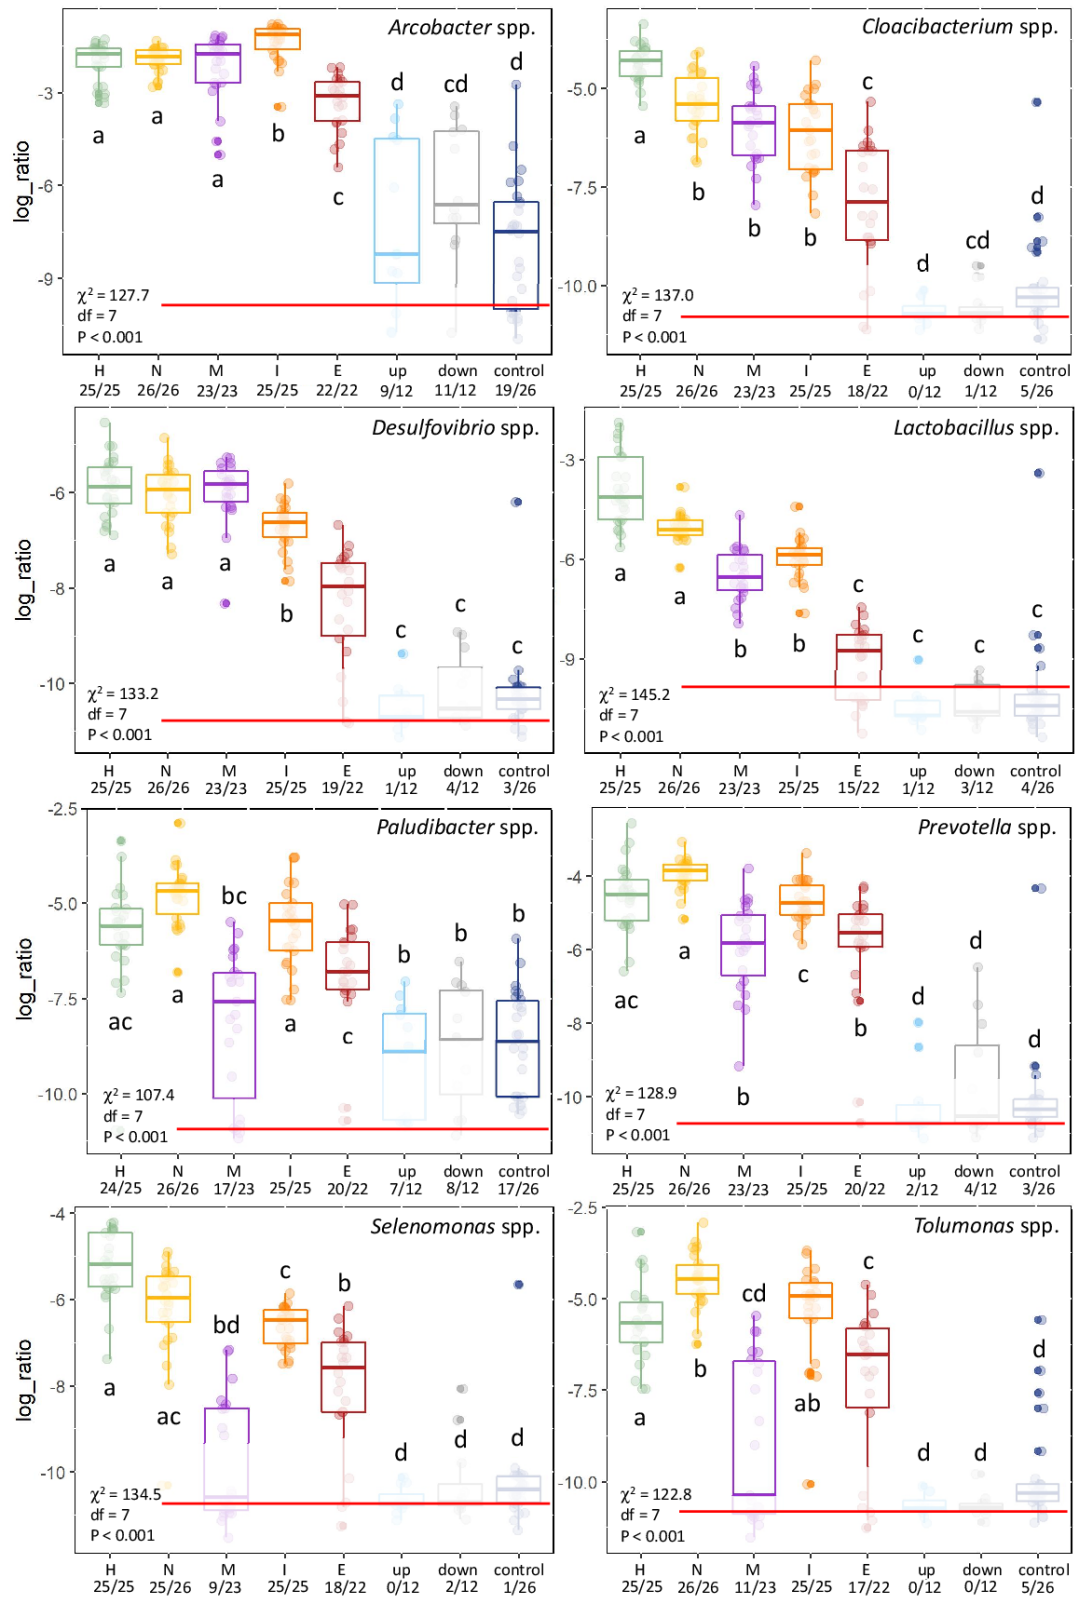 Arcobacter spp.
log_ratio
-3
-6
-9
a
a
a
b
c
d
cd
d
χ² = 127.7
df = 7
P < 0.001
H N M I E up down control
25/25 26/26 23/23 25/25 22/22 9/12 11/12 19/26
Cloacibacterium spp.
-5.0
-7.5
-10.0
a
b
b
b
c
d
cd
d
χ² = 137.0
df = 7
P < 0.001
H N M I E up down control
25/25 26/26 23/23 25/25 18/22 0/12 1/12 5/26
Desulfovibrio spp.
log_ratio
-6
-8
-10
a
a
a
b
c
c
c
χ² = 133.2
df = 7
P < 0.001
H N M I E up down control
25/25 26/26 23/23 25/25 19/22 1/12 4/12 3/26
Lactobacillus spp.
-3
-6
-9
a
a
b
b
c
c
c
c
χ² = 145.2
df = 7
P < 0.001
H N M I E up down control
25/25 26/26 23/23 25/25 15/22 1/12 3/12 4/26
Paludibacter spp.
log_ratio
-2.5
-5.0
-7.5
-10.0
ac
a
bc
a
c
b
b
b
χ² = 107.4
df = 7
P < 0.001
H N M I E up down control
24/25 26/26 17/23 25/25 20/22 7/12 8/12 17/26
Prevotella spp.
-4
-6
-8
-10
ac
a
b
c
b
d
d
d
χ² = 128.9
df = 7
P < 0.001
H N M I E up down control
25/25 26/26 23/23 25/25 20/22 2/12 4/12 3/26
Selenomonas spp.
log_ratio
-4
-6
-8
-10
a
ac
bd
c
b
d
d
d
χ² = 134.5
df = 7
P < 0.001
H N M I E up down control
25/25 25/26 9/23 25/25 18/22 0/12 2/12 1/26
Tolumonas spp.
-2.5
-5.0
-7.5
-10.0
a
b
cd
ab
c
d
d
d
χ² = 122.8
df = 7
P < 0.001
H N M I E up down control
25/25 26/26 11/23 25/25 17/22 0/12 0/12 5/26